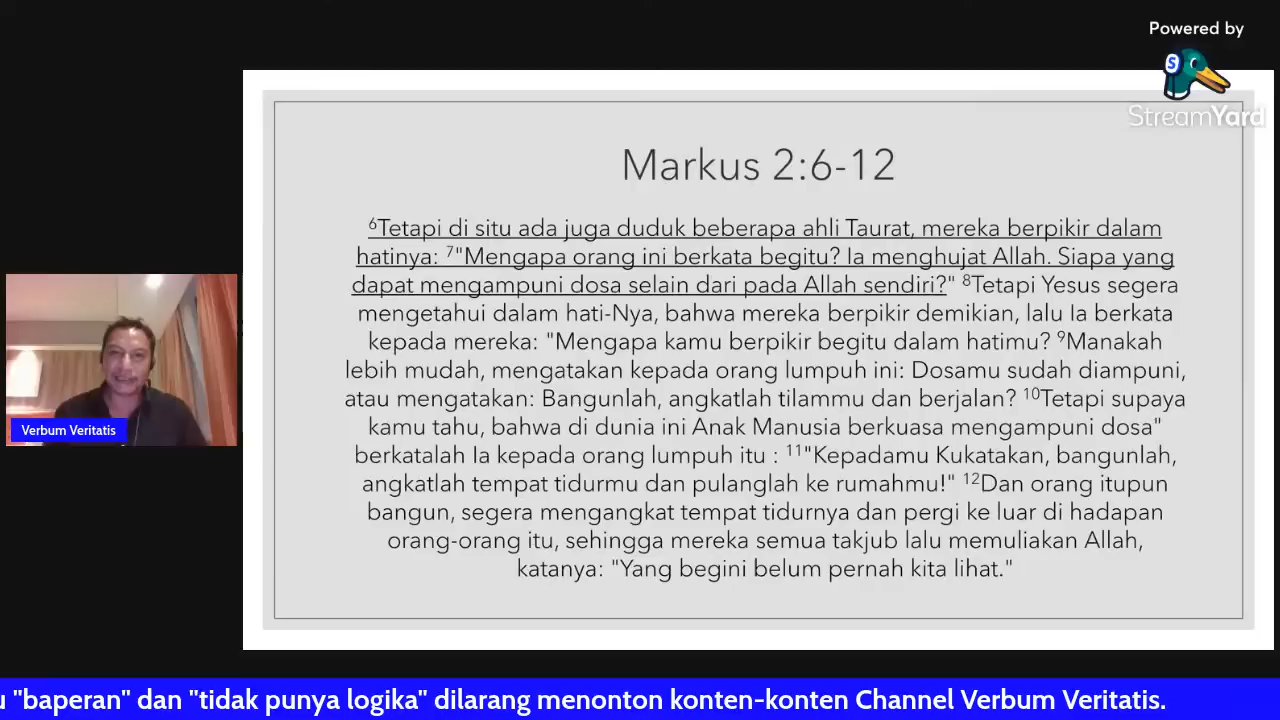 Powered by
S
StreamYard
Markus 2:6-12
⁶Tetapi di situ ada juga duduk beberapa ahli Taurat, mereka berpikir dalam
hatinya: ⁷"Mengapa orang ini berkata begitu? Ia menghujat Allah. Siapa yang
dapat mengampuni dosa selain dari pada Allah sendiri?" ⁸Tetapi Yesus segera
mengetahui dalam hati-Nya, bahwa mereka berpikir demikian, lalu Ia berkata
kepada mereka: "Mengapa kamu berpikir begitu dalam hatimu? ⁹Manakah
lebih mudah, mengatakan kepada orang lumpuh ini: Dosamu sudah diampuni,
atau mengatakan: Bangunlah, angkatlah tilammu dan berjalan? ¹⁰Tetapi supaya
kamu tahu, bahwa di dunia ini Anak Manusia berkuasa mengampuni dosa"
berkatalah Ia kepada orang lumpuh itu : ¹¹"Kepadamu Kukatakan, bangunlah,
angkatlah tempat tidurmu dan pulanglah ke rumahmu!" ¹²Dan orang itupun
bangun, segera mengangkat tempat tidurnya dan pergi ke luar di hadapan
orang-orang itu, sehingga mereka semua takjub lalu memuliakan Allah,
katanya: "Yang begini belum pernah kita lihat."
Verbum Veritatis
u "baperan" dan "tidak punya logika" dilarang menonton konten-konten Channel Verbum Veritatis.